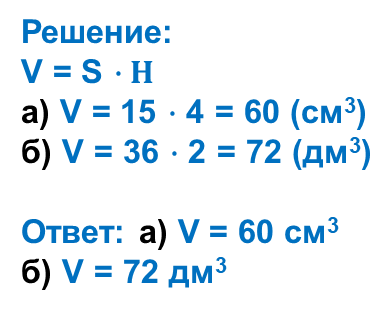 Решение:
V = S · H
а) V = 15 · 4 = 60 (см³)
б) V = 36 · 2 = 72 (дм³)
Ответ: а) V = 60 см³
б) V = 72 дм³